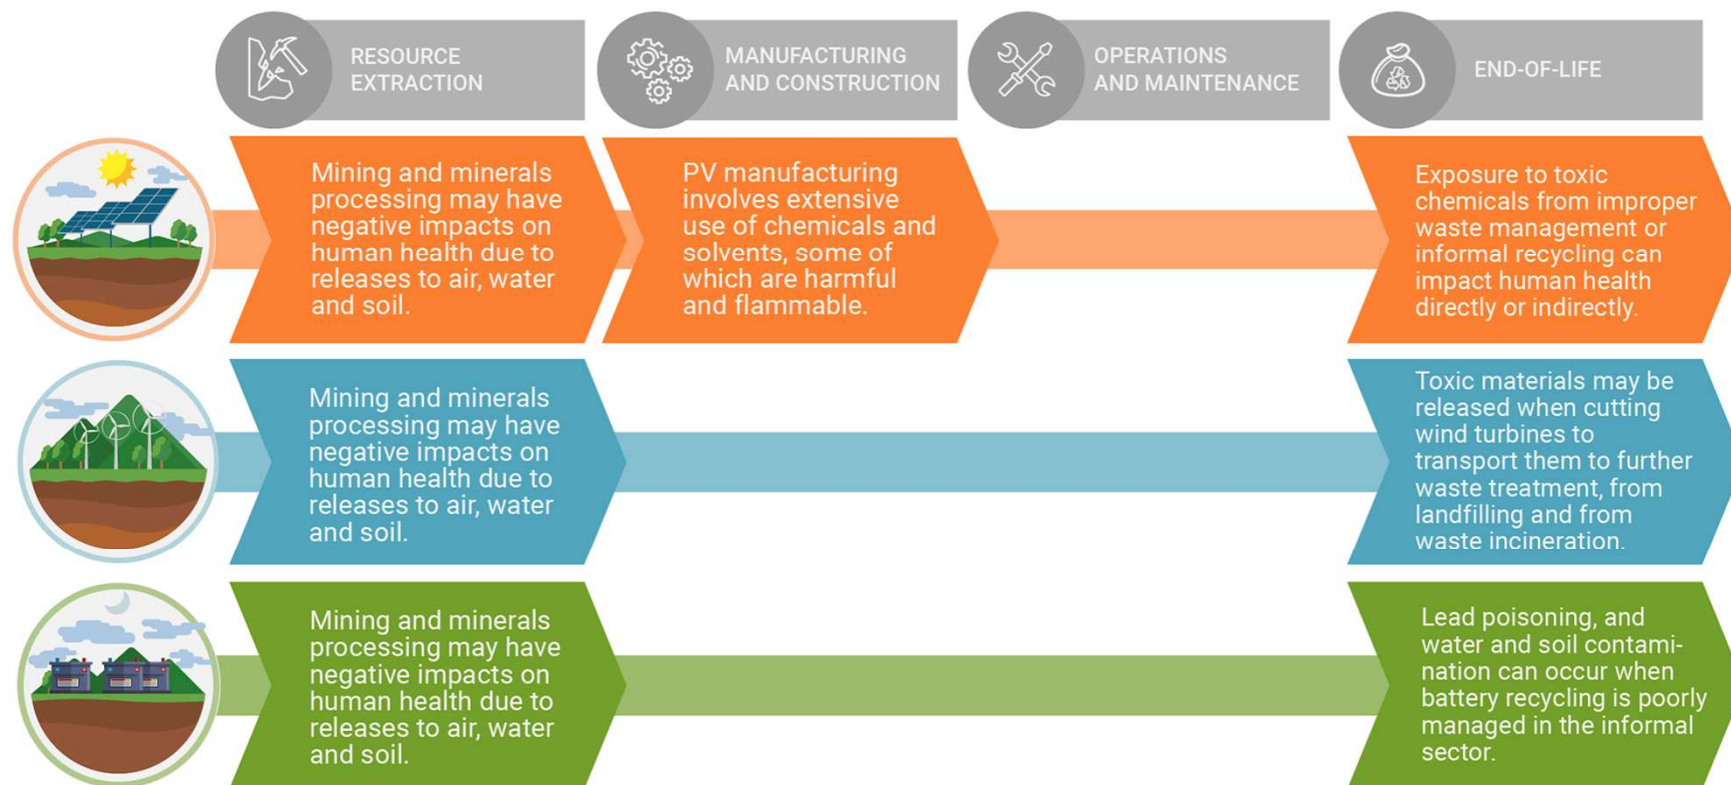 RESOURCE
EXTRACTION
MANUFACTURING
AND CONSTRUCTION
OPERATIONS
AND MAINTENANCE
END-OF-LIFE
Mining and minerals
processing may have
negative impacts on
human health due to
releases to air, water
and soil.
PV manufacturing
involves extensive
use of chemicals and
solvents, some of
which are harmful
and flammable.
Exposure to toxic
chemicals from improper
waste management or
informal recycling can
impact human health
directly or indirectly.
Mining and minerals
processing may have
negative impacts on
human health due to
releases to air, water
and soil.
Toxic materials may be
released when cutting
wind turbines to
transport them to further
waste treatment, from
landfilling and from
waste incineration.
Mining and minerals
processing may have
negative impacts on
human health due to
releases to air, water
and soil.
Lead poisoning, and
water and soil contami-
nation can occur when
battery recycling is poorly
managed in the informal
sector.